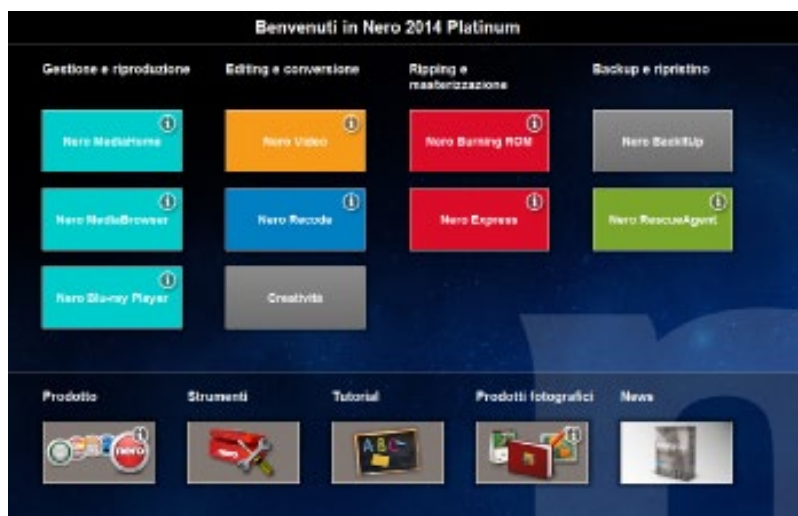 Benvenuti in Nero 2014 Platinum
Gestione e riproduzione
Editing e conversione
Ripping e
masterizzazione
Backup e ripristino
Nero MediaHome
Nero Video
Nero Burning ROM
Nero BackItUp
Nero MediaBrowser
Nero Recode
Nero Express
Nero RescueAgent
Nero Blu-ray Player
Creatività
Prodotto
Strumenti
Tutorial
Prodotti fotografici
News
nero
ABC
n